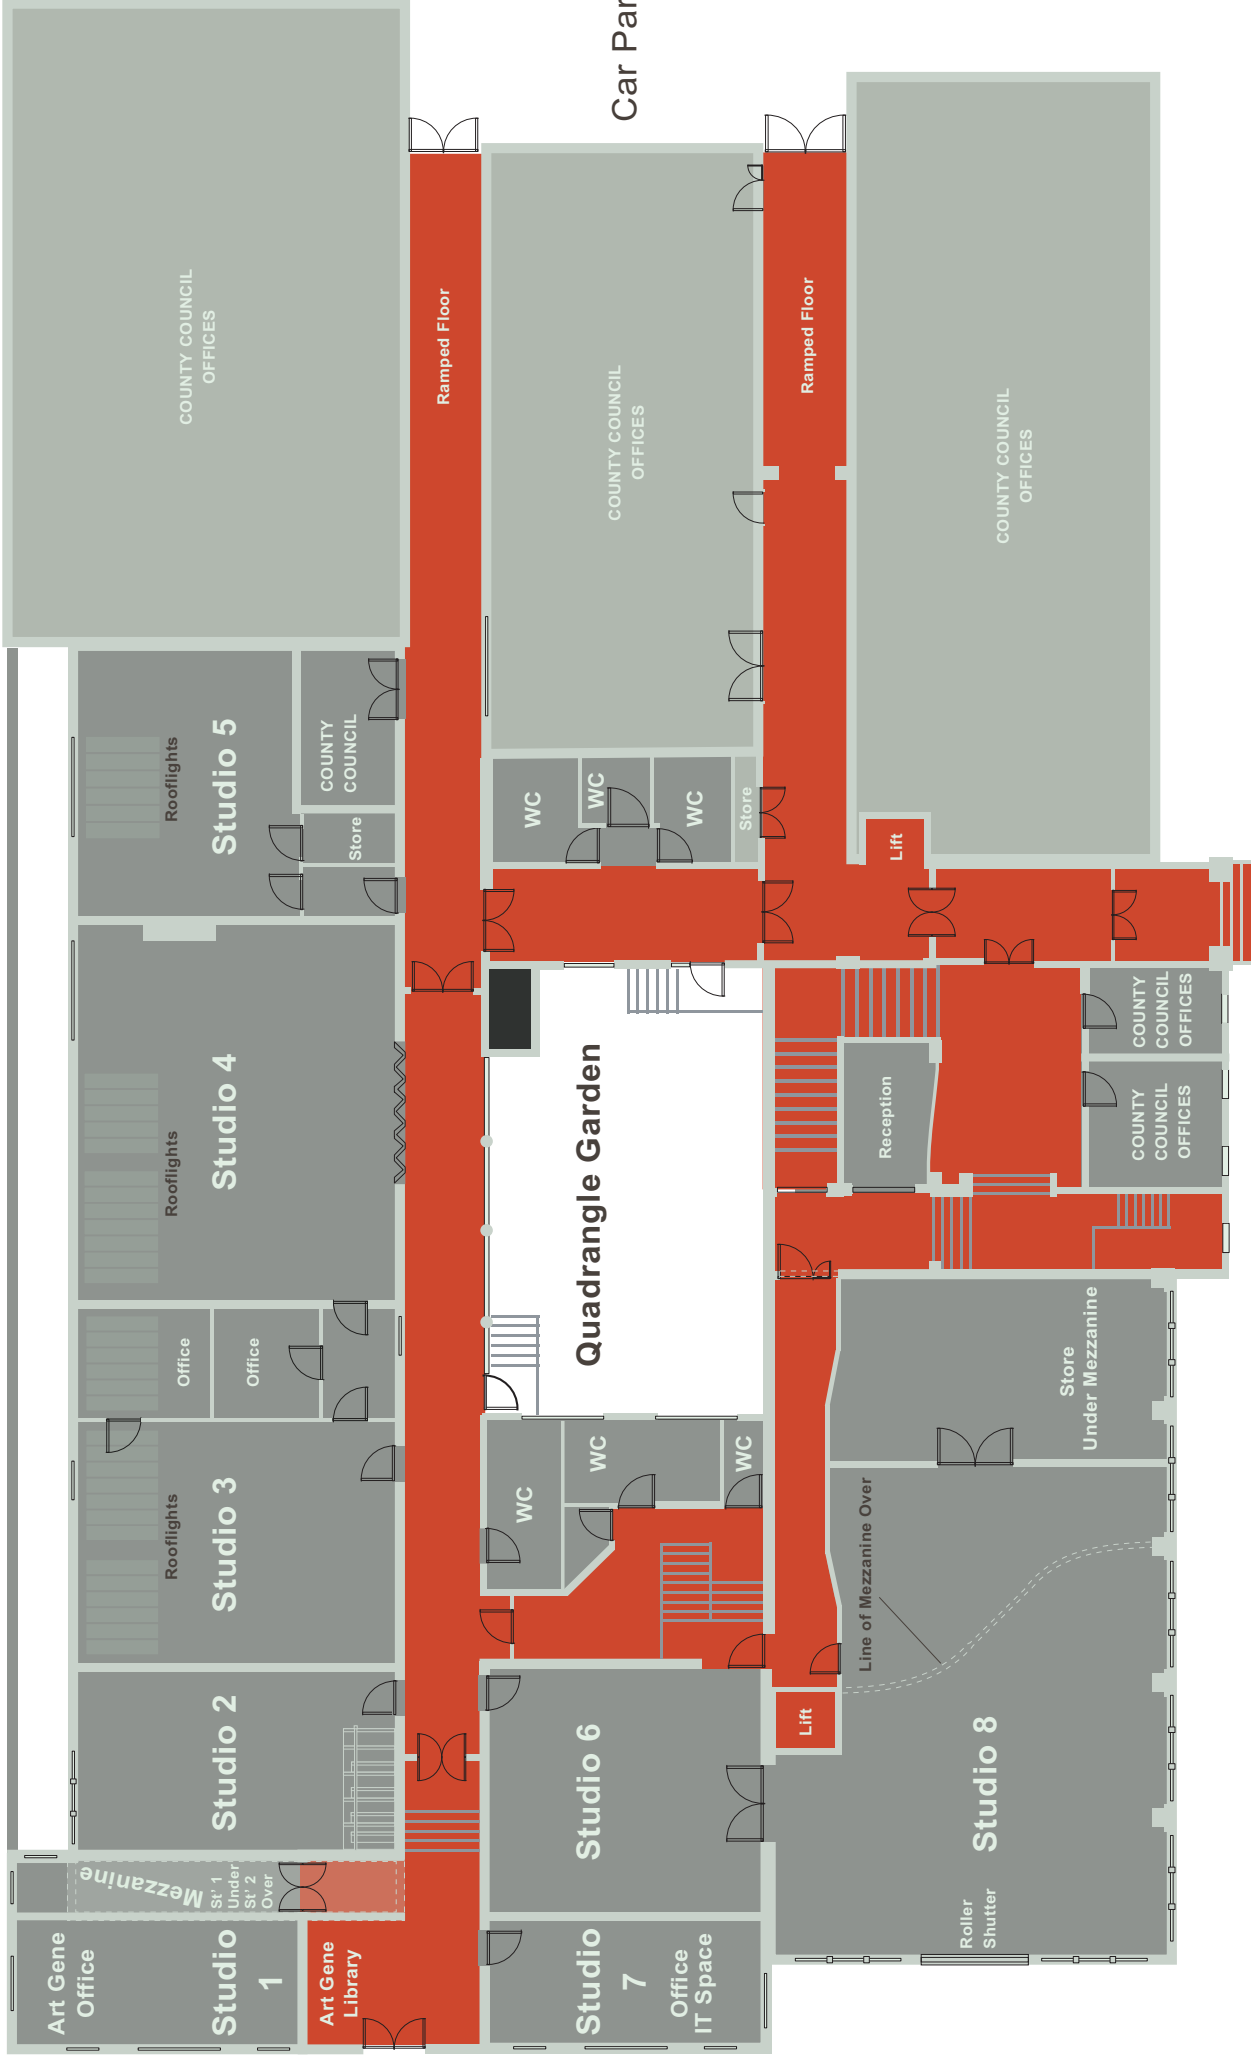 Car Par
COUNTY COUNCIL
OFFICES
Ramped Floor
COUNTY COUNCIL
OFFICES
Ramped Floor
COUNTY COUNCIL
OFFICES
Rooflights
Studio 5
COUNTY
COUNCIL
Store
WC
WC
WC
Store
Lift
Rooflights
Studio 4
Quadrangle Garden
Reception
COUNTY
COUNCIL
OFFICES
COUNTY
COUNCIL
OFFICES
Office
Office
Store
Under Mezzanine
Rooflights
Studio 3
WC
WC
WC
Line of Mezzanine Over
Studio 2
Studio 6
Lift
Studio 8
Mezzanine
St' 1
Under
St' 2
Over
Roller
Shutter
Art Gene
Office
Studio
1
Art Gene
Library
Studio
7
Office
IT Space